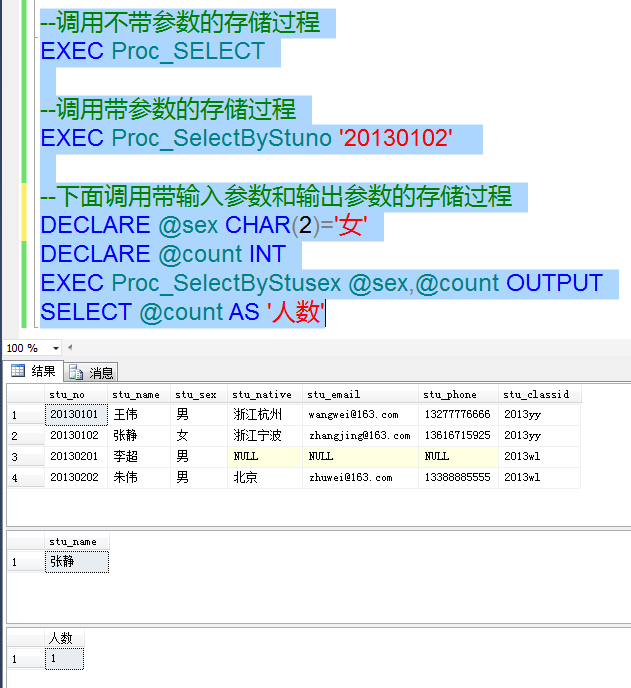 --调用不带参数的存储过程
EXEC Proc_SELECT
--调用带参数的存储过程
EXEC Proc_SelectByStuno '20130102'
--下面调用带输入参数和输出参数的存储过程
DECLARE @sex CHAR(2)='女'
DECLARE @count INT
EXEC Proc_SelectByStusex @sex,@count OUTPUT
SELECT @count AS '人数'
100 %
结果 消息
stu_no stu_name stu_sex stu_native stu_email stu_phone stu_classid
1 20130101 王伟 男 浙江杭州 wangwei@163.com 13277776666 2013yy
2 20130102 张静 女 浙江宁波 zhangjing@163.com 13616715925 2013yy
3 20130201 李超 男 NULL NULL NULL 2013wl
4 20130202 朱伟 男 北京 zhuwei@163.com 13388885555 2013wl
stu_name
1 张静
人数
1 1